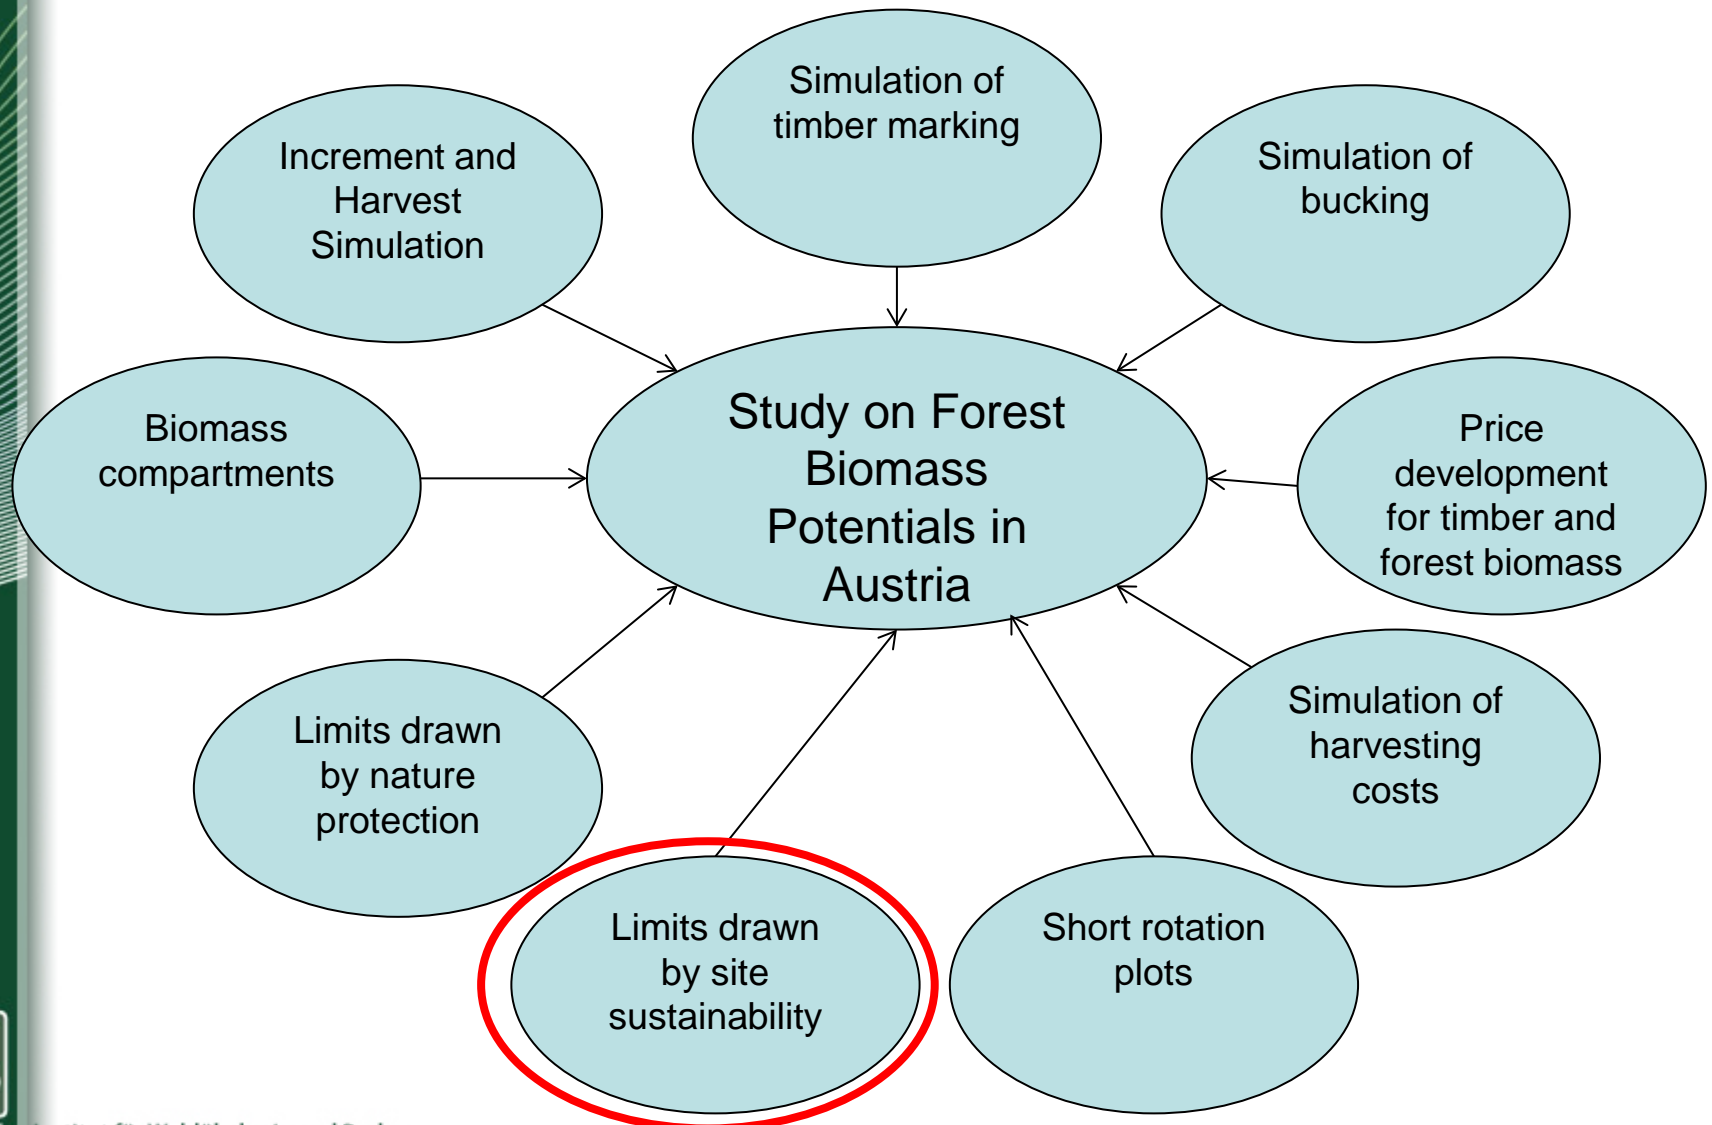 Simulation of
timber marking
Increment and
Harvest
Simulation
Simulation of
bucking
Biomass
compartments
Study on Forest
Biomass
Potentials in
Austria
Price
development
for timber and
forest biomass
Limits drawn
by nature
protection
Simulation of
harvesting
costs
Limits drawn
by site
sustainability
Short rotation
plots